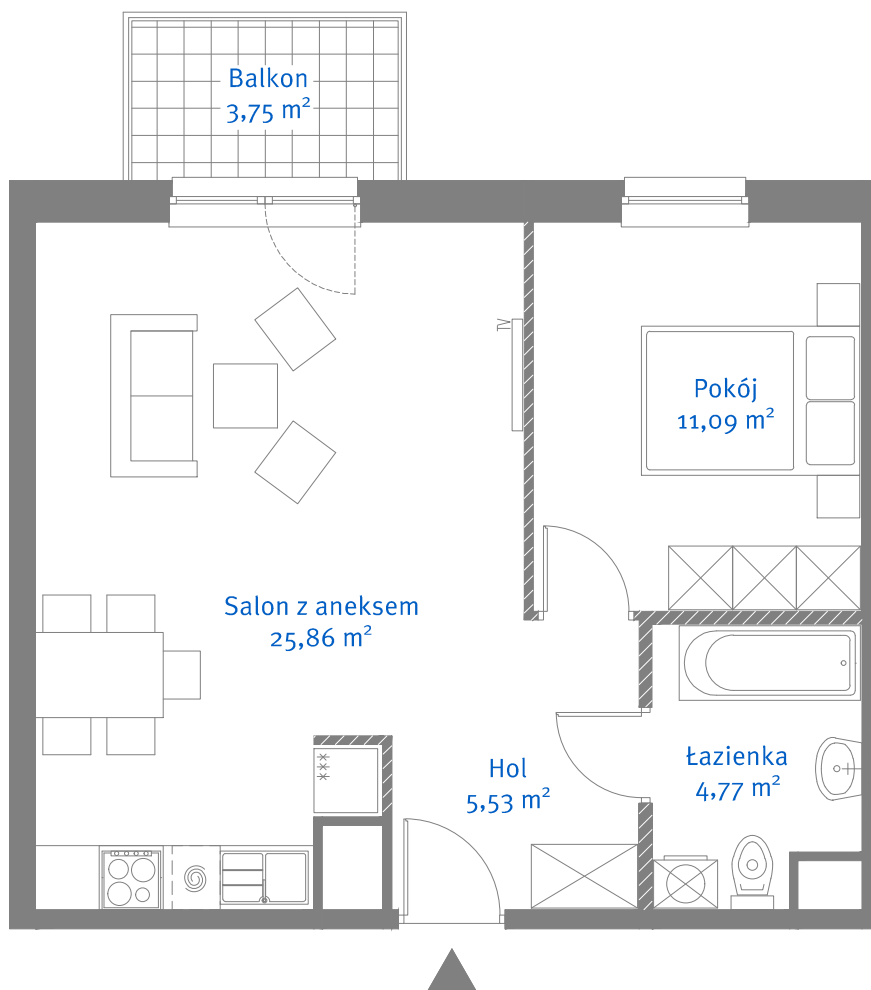 Balkon
3,75 m²
TV
Pokój
11,09 m²
Salon z aneksem
25,86 m²
Hol
5,53 m²
Łazienka
4,77 m²